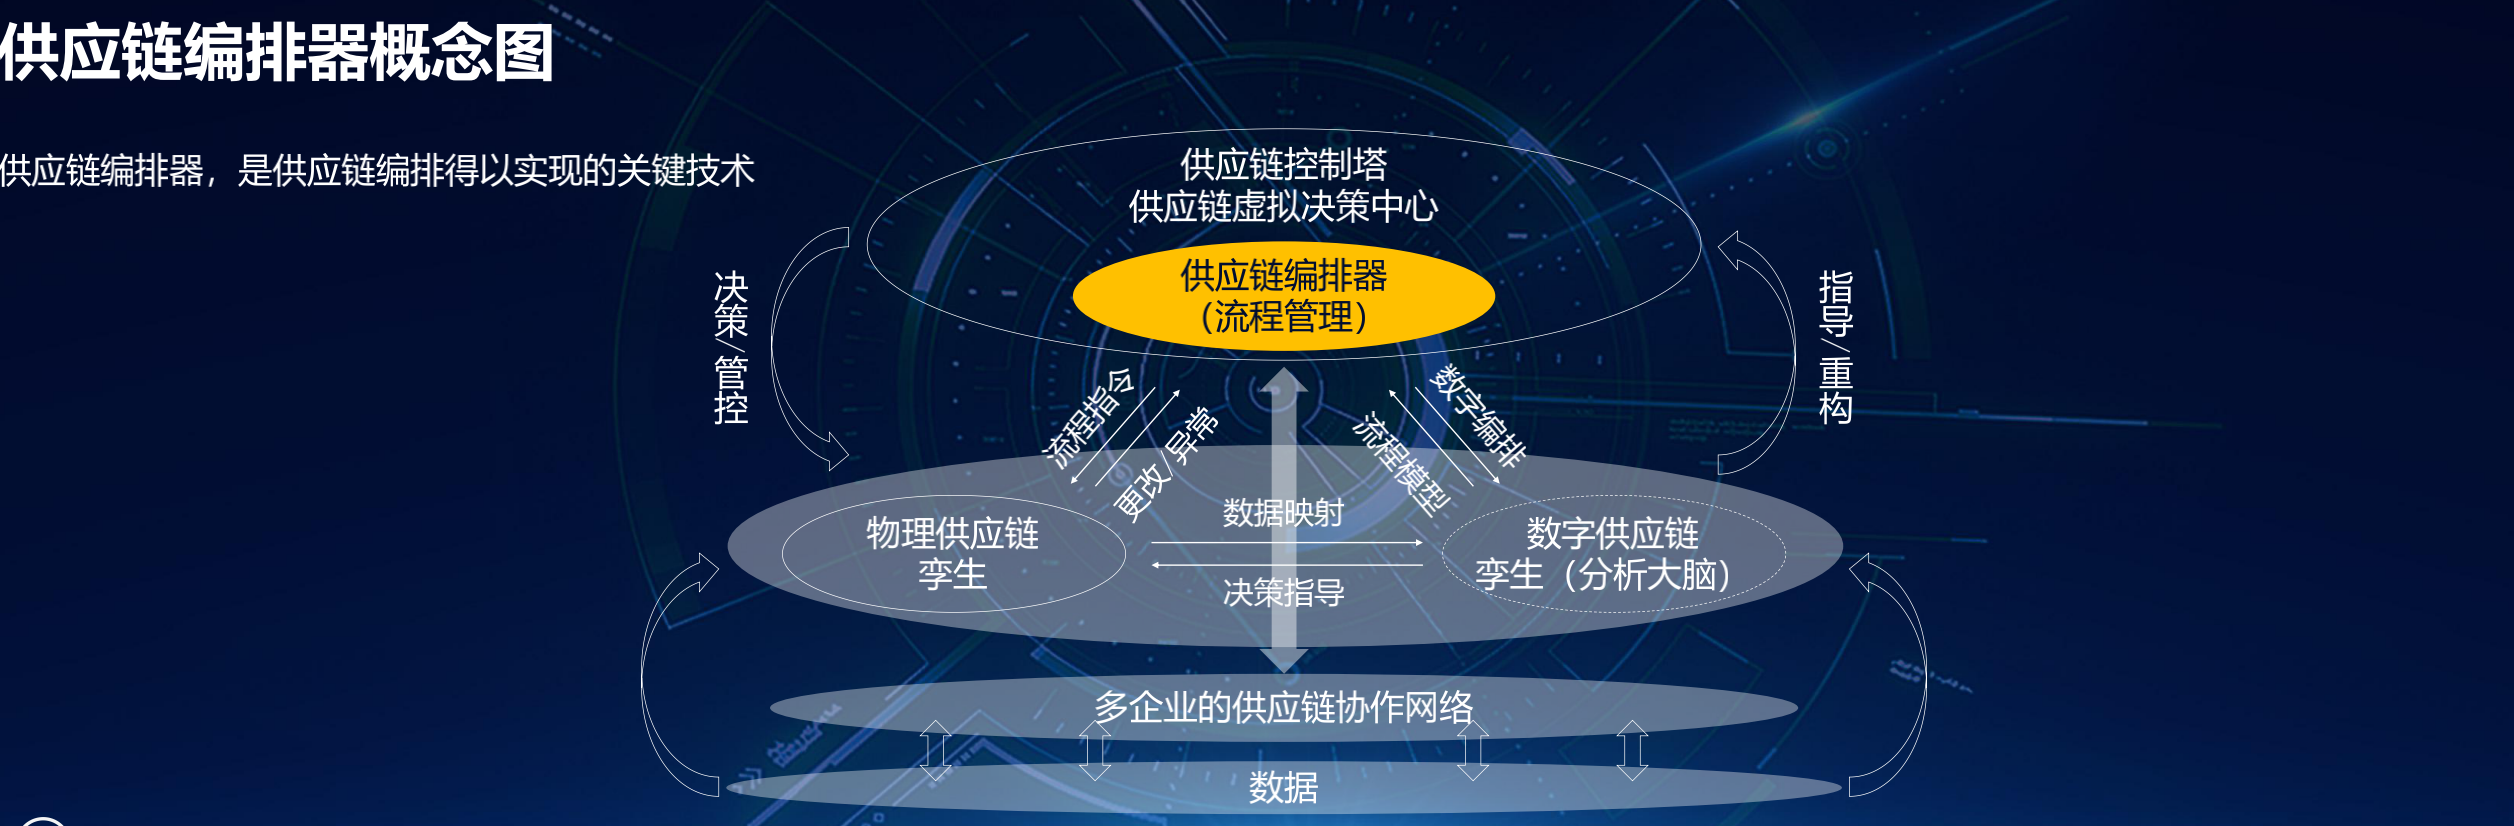 供应链编排器概念图
供应链编排器，是供应链编排得以实现的关键技术
供应链控制塔
供应链虚拟决策中心
供应链编排器
（流程管理）
决策/管控
指导/重构
流程指令
更改/异常
数字编排
流程模型
数据映射
决策指导
物理供应链
孪生
数字供应链
孪生（分析大脑）
多企业的供应链协作网络
数据